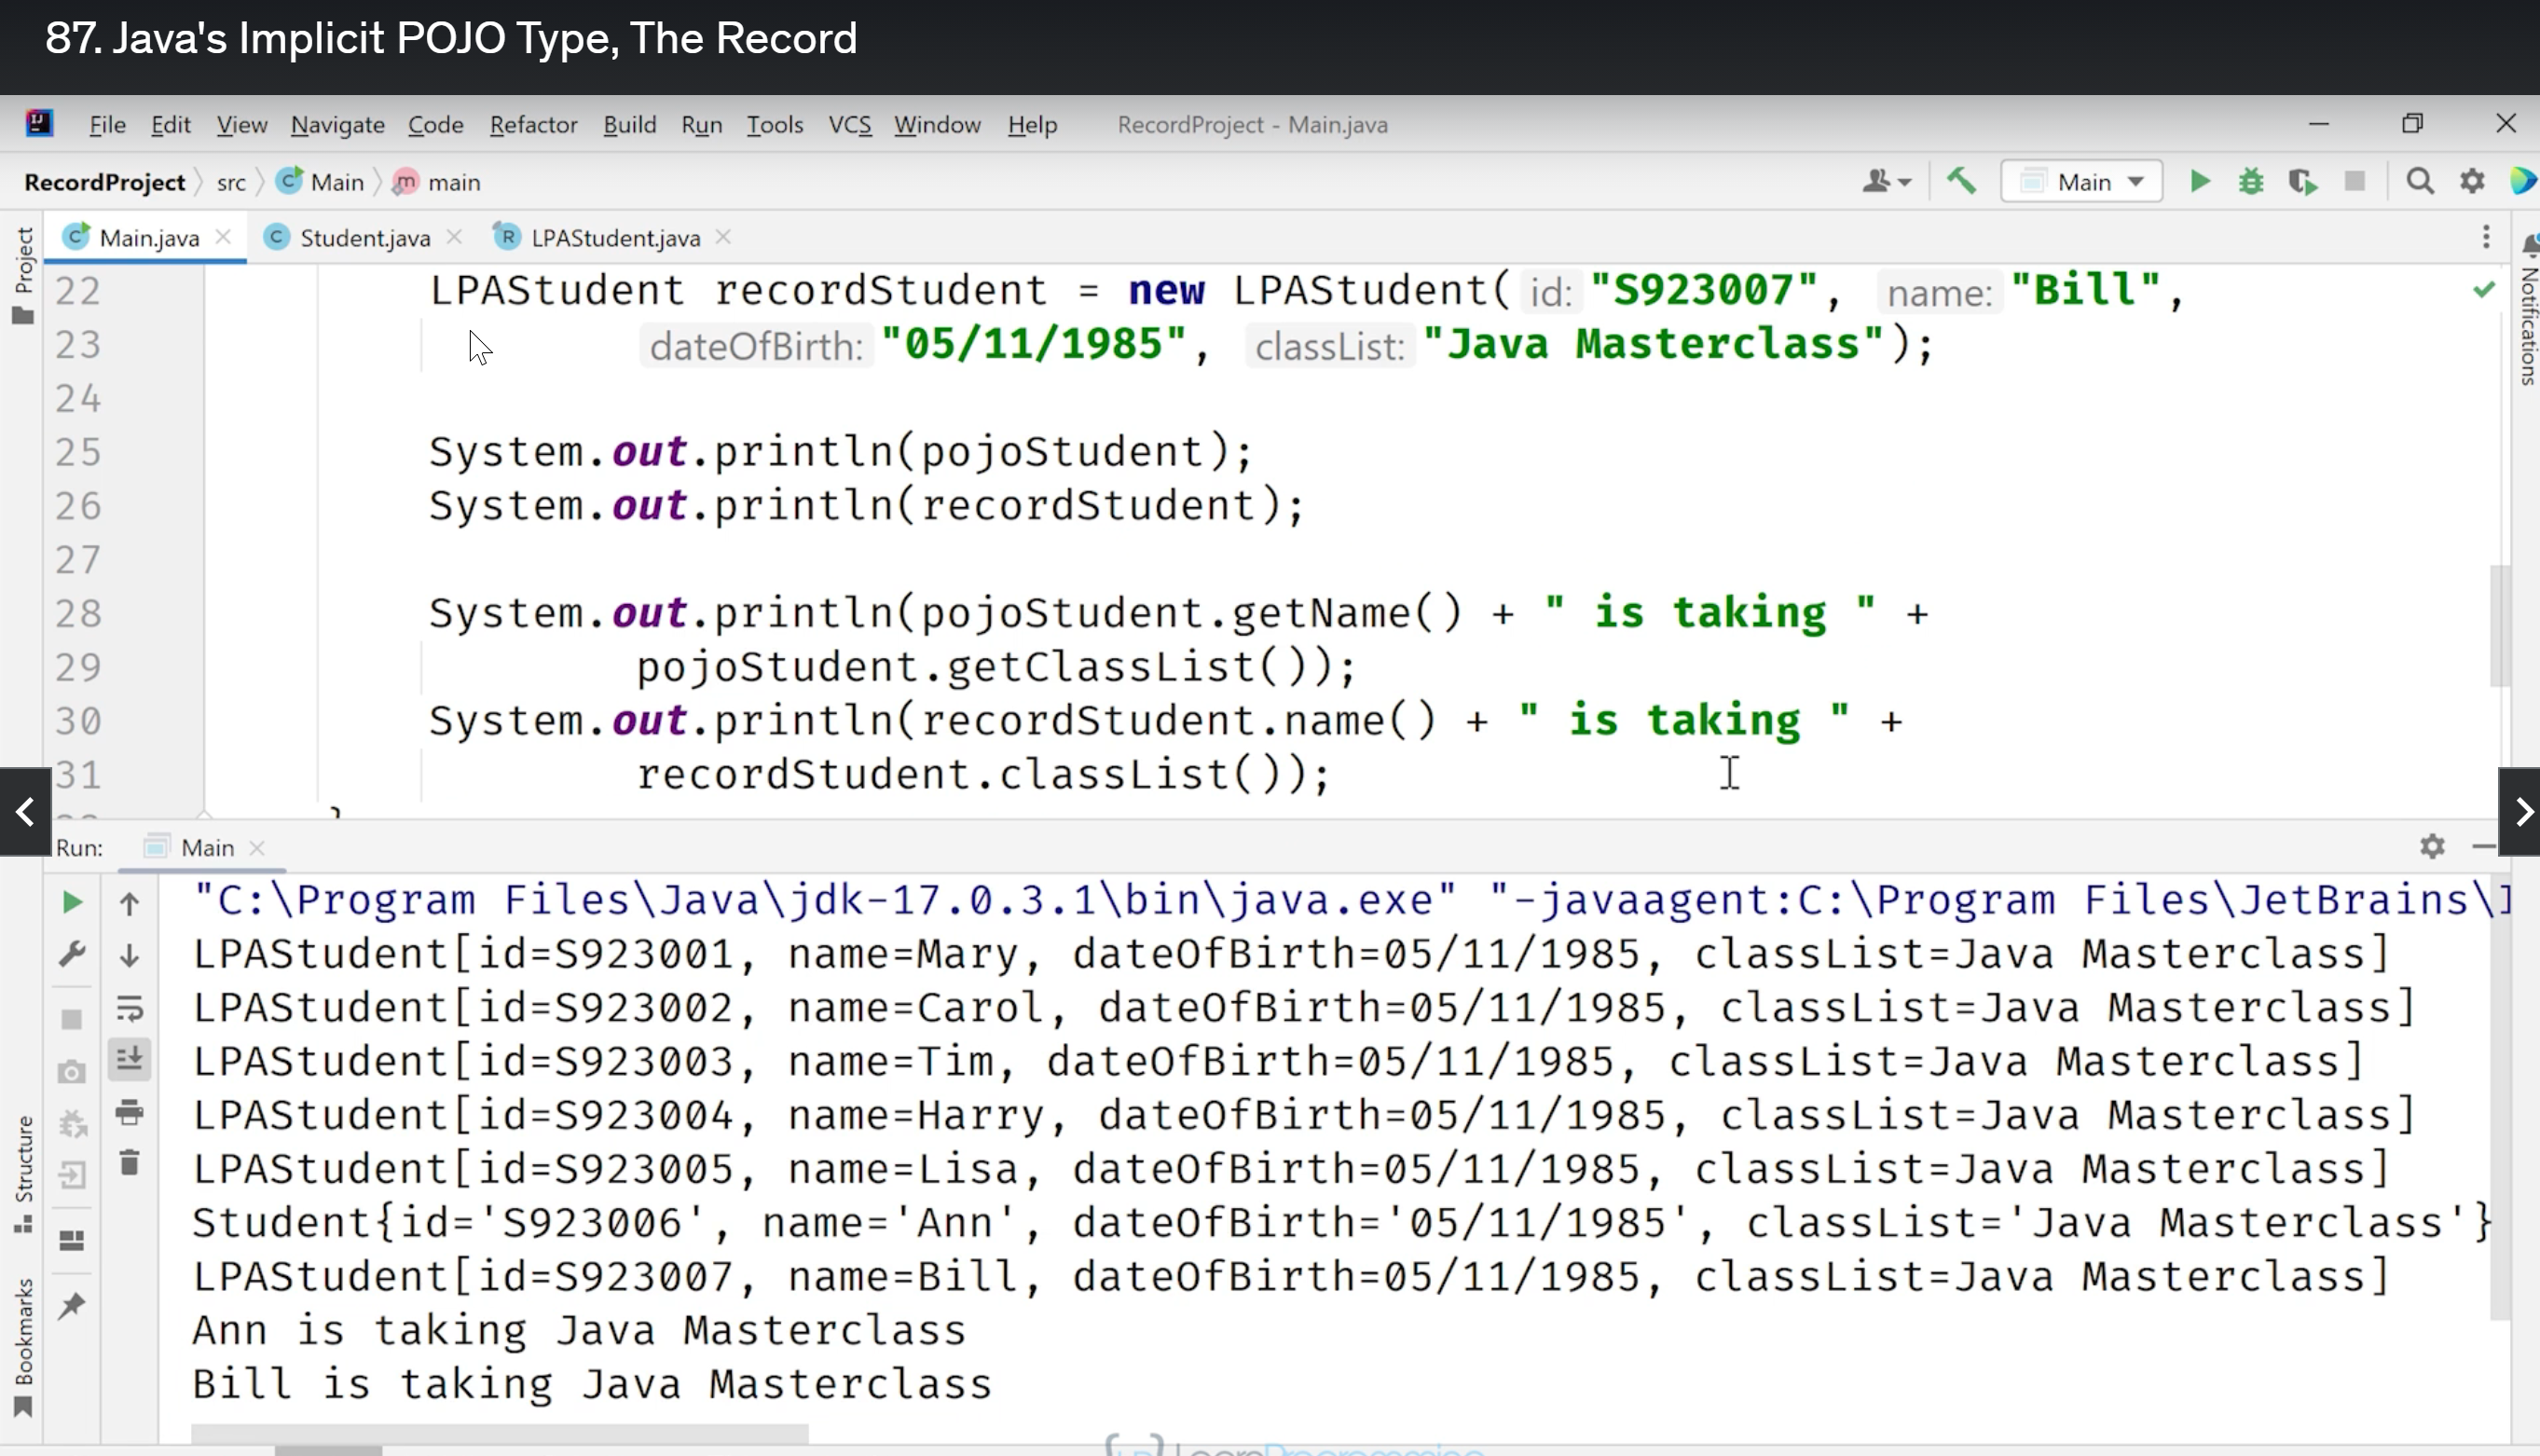 87. Java's Implicit POJO Type, The Record
File Edit View Navigate Code Refactor Build Run Tools VCS Window Help RecordProject - Main.java
RecordProject src Main main Main
Project
Main.java Student.java LPAStudent.java
Notifications
22 LPAStudent recordStudent = new LPAStudent( id: "S923007", name: "Bill",
23 dateOfBirth: "05/11/1985", classList: "Java Masterclass");
24
25 System.out.println(pojoStudent);
26 System.out.println(recordStudent);
27
28 System.out.println(pojoStudent.getName() + " is taking " +
29 pojoStudent.getClassList());
30 System.out.println(recordStudent.name() + " is taking " +
31 recordStudent.classList());
}
Run: Main
"C:\Program Files\Java\jdk-17.0.3.1\bin\java.exe" "-javaagent:C:\Program Files\JetBrains\
LPAStudent[id=S923001, name=Mary, dateOfBirth=05/11/1985, classList=Java Masterclass]
LPAStudent[id=S923002, name=Carol, dateOfBirth=05/11/1985, classList=Java Masterclass]
LPAStudent[id=S923003, name=Tim, dateOfBirth=05/11/1985, classList=Java Masterclass]
LPAStudent[id=S923004, name=Harry, dateOfBirth=05/11/1985, classList=Java Masterclass]
LPAStudent[id=S923005, name=Lisa, dateOfBirth=05/11/1985, classList=Java Masterclass]
Student{id='S923006', name='Ann', dateOfBirth='05/11/1985', classList='Java Masterclass'}
LPAStudent[id=S923007, name=Bill, dateOfBirth=05/11/1985, classList=Java Masterclass]
Ann is taking Java Masterclass
Bill is taking Java Masterclass
Structure
Bookmarks